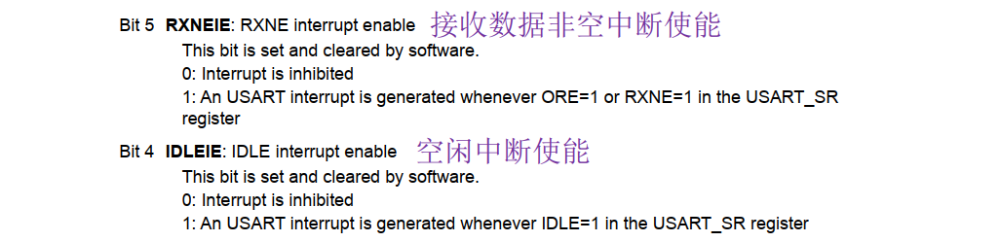 Bit 5 RXNEIE: RXNE interrupt enable 接收数据非空中断使能
This bit is set and cleared by software.
0: Interrupt is inhibited
1: An USART interrupt is generated whenever ORE=1 or RXNE=1 in the USART_SR
register
Bit 4 IDLEIE: IDLE interrupt enable 空闲中断使能
This bit is set and cleared by software.
0: Interrupt is inhibited
1: An USART interrupt is generated whenever IDLE=1 in the USART_SR register